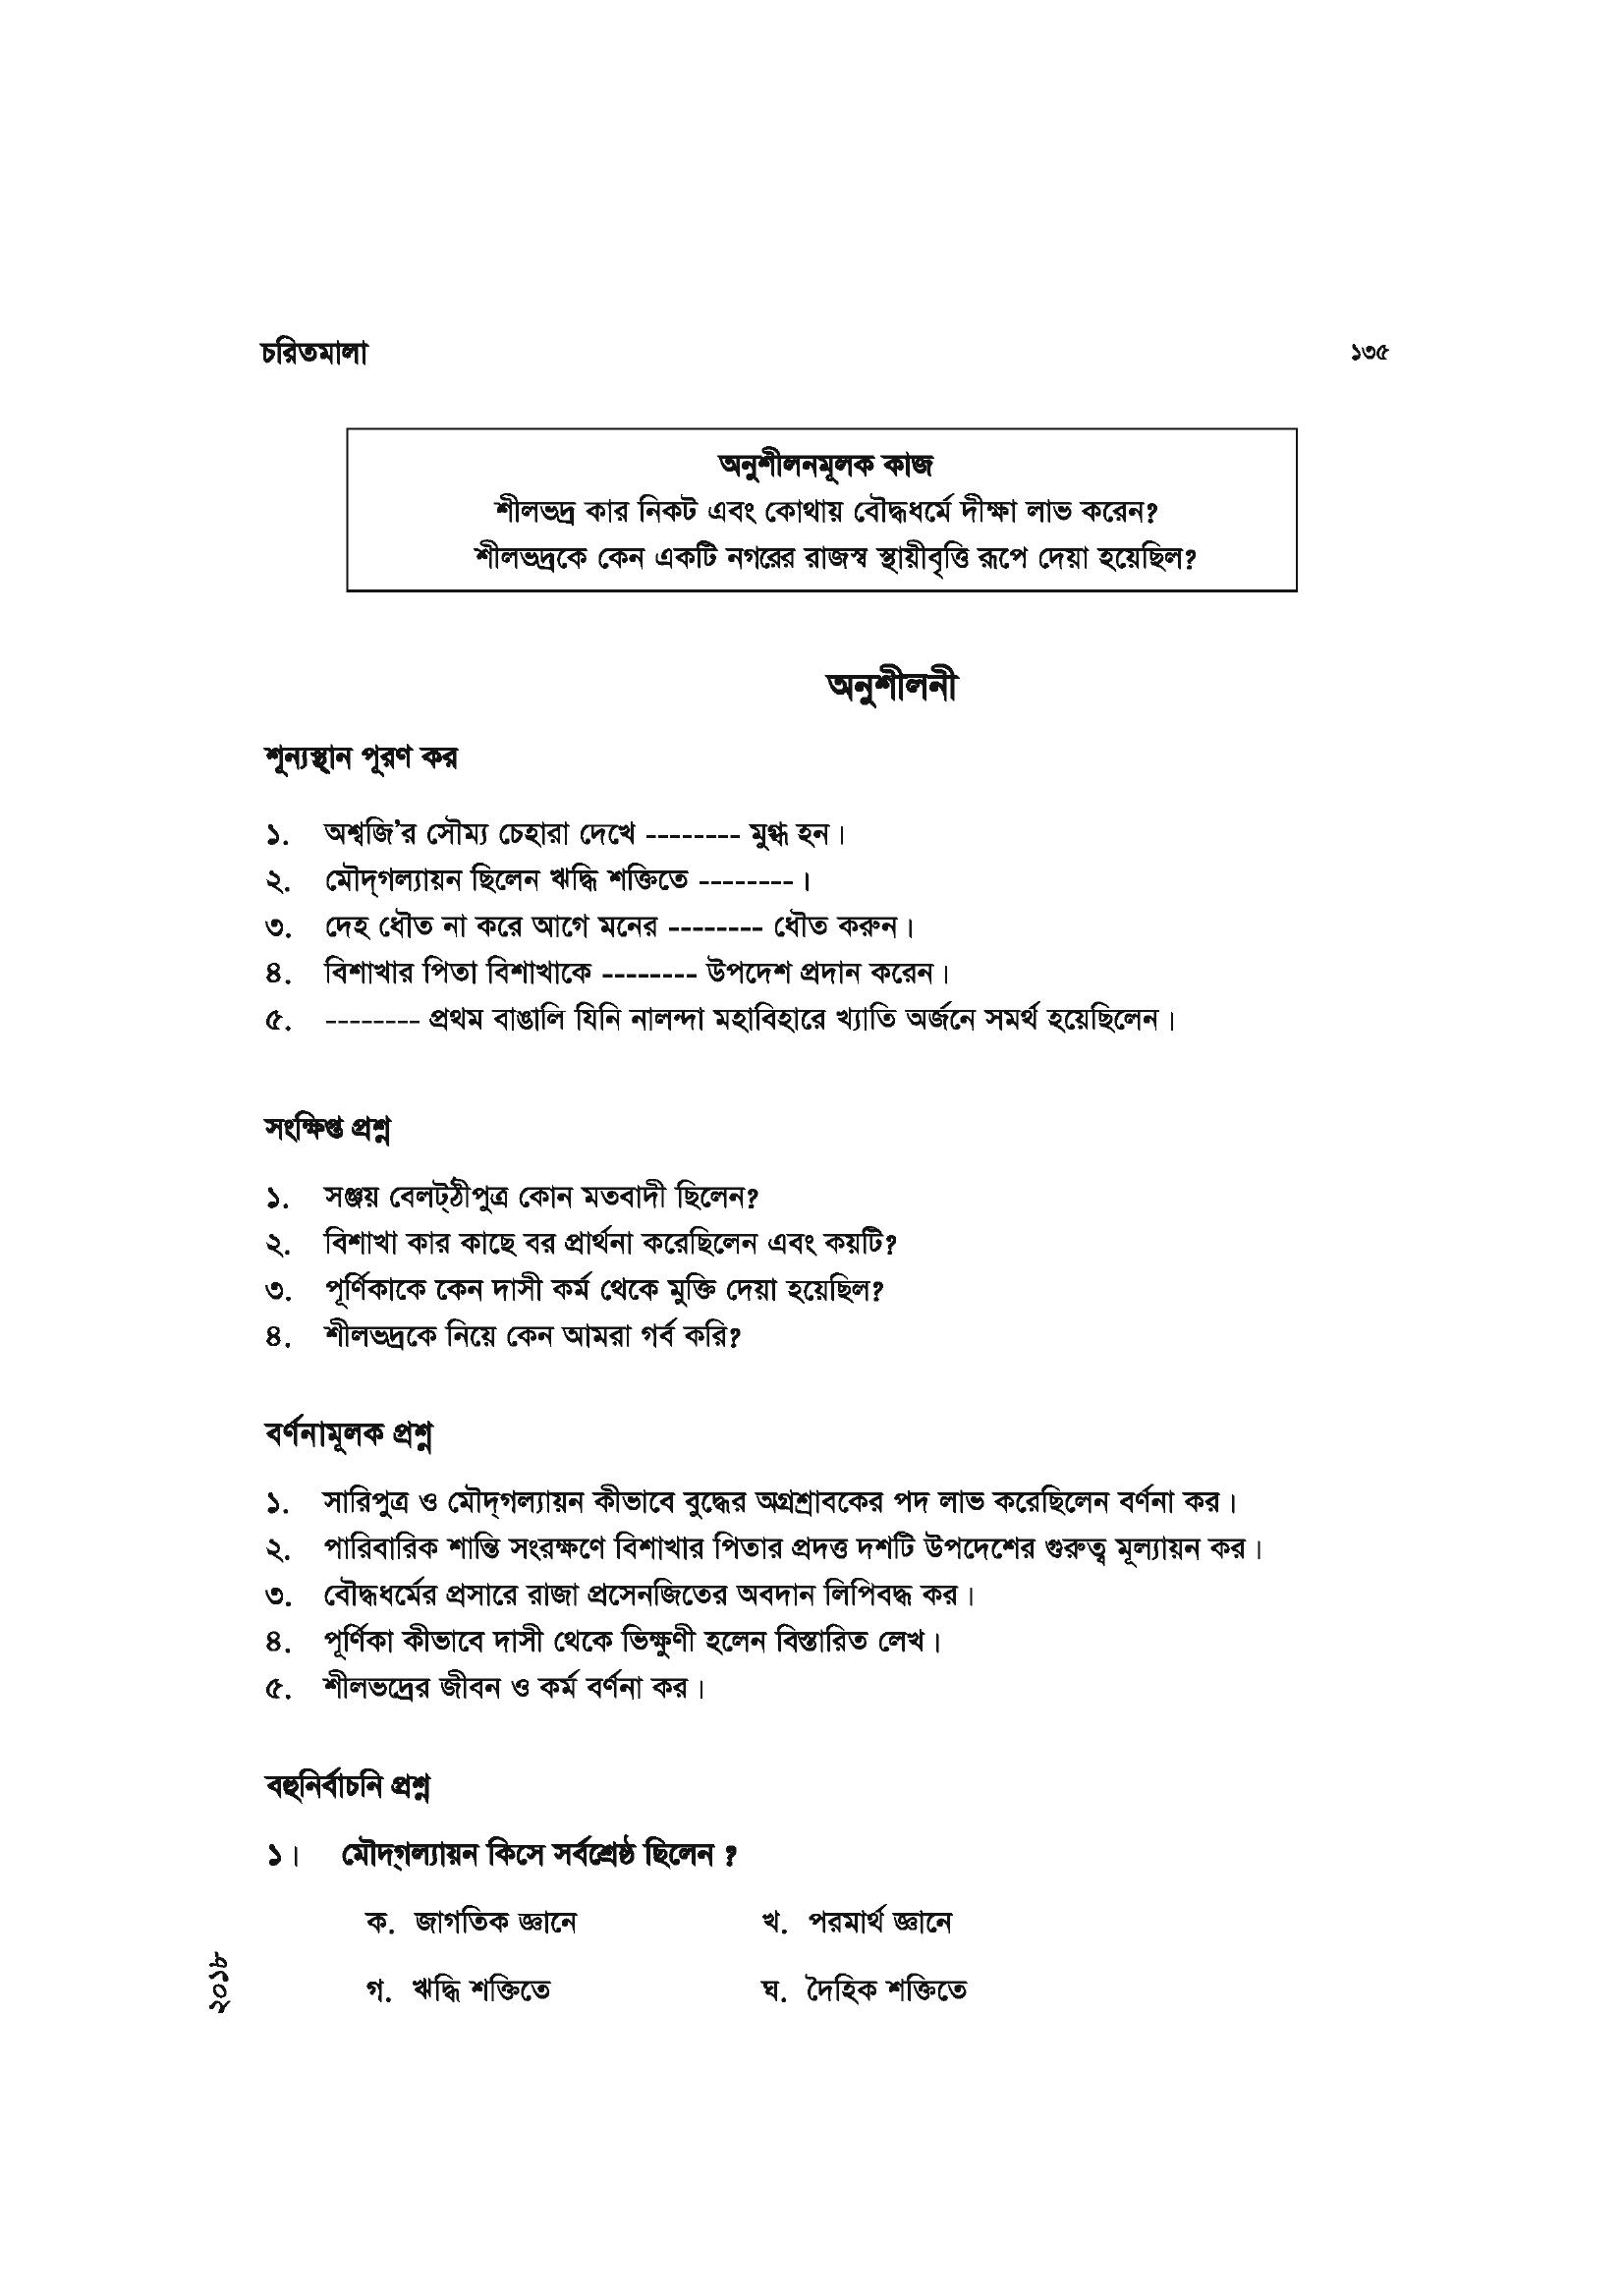 চরিতমালা ১৩৫
অনুশীলনমূলক কাজ
শীলভদ্র কার নিকট এবং কোথায় বৌদ্ধধর্মে দীক্ষা লাভ করেন?
শীলভদ্রকে কেন একটি নগরের রাজস্ব স্থায়ীবৃত্তি রূপে দেয়া হয়েছিল?
অনুশীলনী
শূন্যস্থান পূরণ কর
১. অশ্বজি'র সৌম্য চেহারা দেখে -------- মুগ্ধ হন।
২. মৌদ্‌গল্যায়ন ছিলেন ঋদ্ধি শক্তিতে --------।
৩. দেহ ধৌত না করে আগে মনের -------- ধৌত করুন।
৪. বিশাখার পিতা বিশাখাকে -------- উপদেশ প্রদান করেন।
৫. -------- প্রথম বাঙালি যিনি নালন্দা মহাবিহারে খ্যাতি অর্জনে সমর্থ হয়েছিলেন।
সংক্ষিপ্ত প্রশ্ন
১. সঞ্জয় বেলট্‌ঠীপুত্র কোন মতবাদী ছিলেন?
২. বিশাখা কার কাছে বর প্রার্থনা করেছিলেন এবং কয়টি?
৩. পূর্ণিকাকে কেন দাসী কর্ম থেকে মুক্তি দেয়া হয়েছিল?
৪. শীলভদ্রকে নিয়ে কেন আমরা গর্ব করি?
বর্ণনামূলক প্রশ্ন
১. সারিপুত্র ও মৌদ্‌গল্যায়ন কীভাবে বুদ্ধের অগ্রশ্রাবকের পদ লাভ করেছিলেন বর্ণনা কর।
২. পারিবারিক শান্তি সংরক্ষণে বিশাখার পিতার প্রদত্ত দশটি উপদেশের গুরুত্ব মূল্যায়ন কর।
৩. বৌদ্ধধর্মের প্রসারে রাজা প্রসেনজিতের অবদান লিপিবদ্ধ কর।
৪. পূর্ণিকা কীভাবে দাসী থেকে ভিক্ষুণী হলেন বিস্তারিত লেখ।
৫. শীলভদ্রের জীবন ও কর্ম বর্ণনা কর।
বহুনির্বাচনি প্রশ্ন
১। মৌদ্‌গল্যায়ন কিসে সর্বশ্রেষ্ঠ ছিলেন ?
ক. জাগতিক জ্ঞানে খ. পরমার্থ জ্ঞানে
গ. ঋদ্ধি শক্তিতে ঘ. দৈহিক শক্তিতে
২০১৮